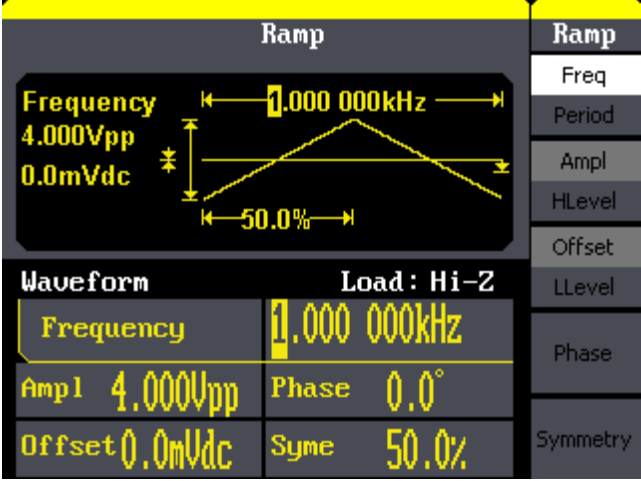 Ramp
Frequency 1.000 000kHz
4.000Vpp
0.0mVdc
50.0%
Waveform Load: Hi-Z
Frequency 1.000 000kHz
Ampl 4.000Vpp Phase 0.0°
Offset 0.0mVdc Syme 50.0%
Ramp
Freq
Period
Ampl
HLevel
Offset
LLevel
Phase
Symmetry